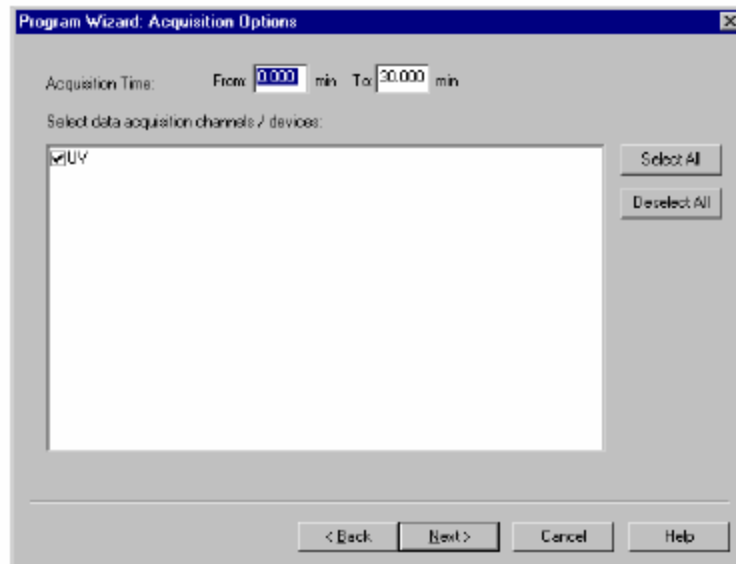 Program Wizard: Acquisition Options
Acquisition Time: From: 0.000 min To: 30.000 min
Select data acquisition channels / devices:
UV
Select All
Deselect All
< Back Next > Cancel Help